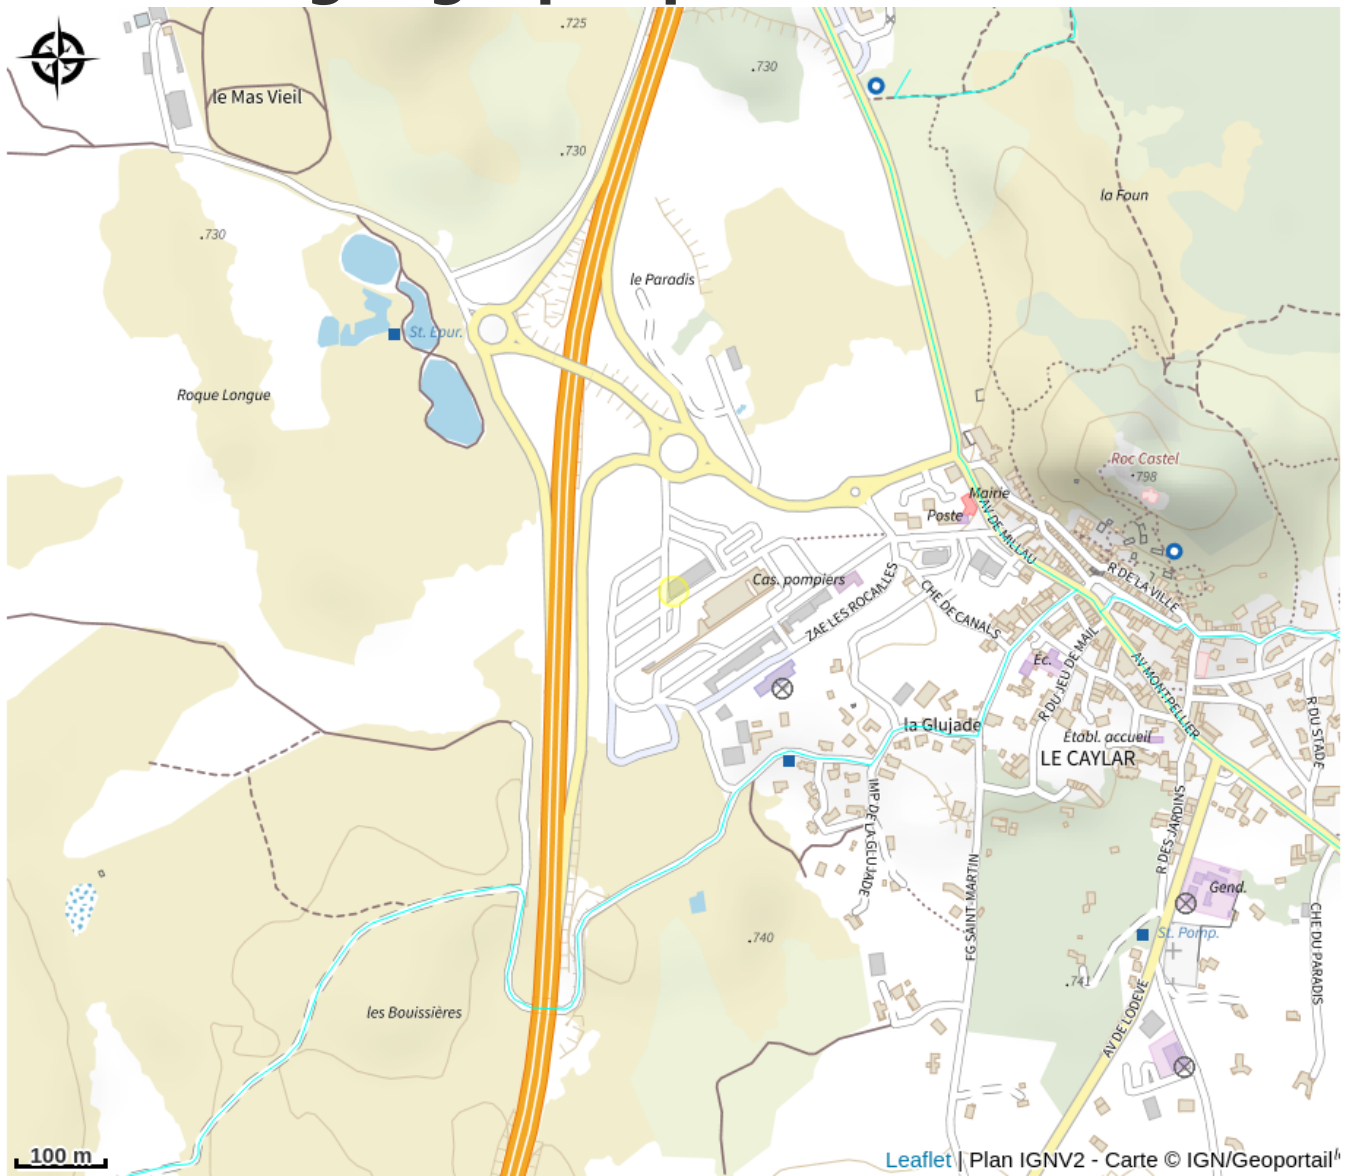 .725
.730
le Mas Vieil
.730
la Foun
.730
le Paradis
St. Epur.
Roque Longue
Roc Castel
.798
Mairie
Poste
AV DE MILLAU
Cas. pompiers
R DE LA VILLE
ZAE LES ROCAILLES
CHE DE CANALS
Éc.
R DU JEU DE MAIL
AV MONTPELLIER
la Glujade
Établ. accueil
LE CAYLAR
R DU STADE
IMP DE LA GLUJADE
R DES JARDINS
Gend.
FG SAINT-MARTIN
St. Pomp.
CHE DU PARADIS
.740
.741
les Bouissières
AV DE LODEVE
100 m
Leaflet | Plan IGNV2 - Carte © IGN/Geoportail